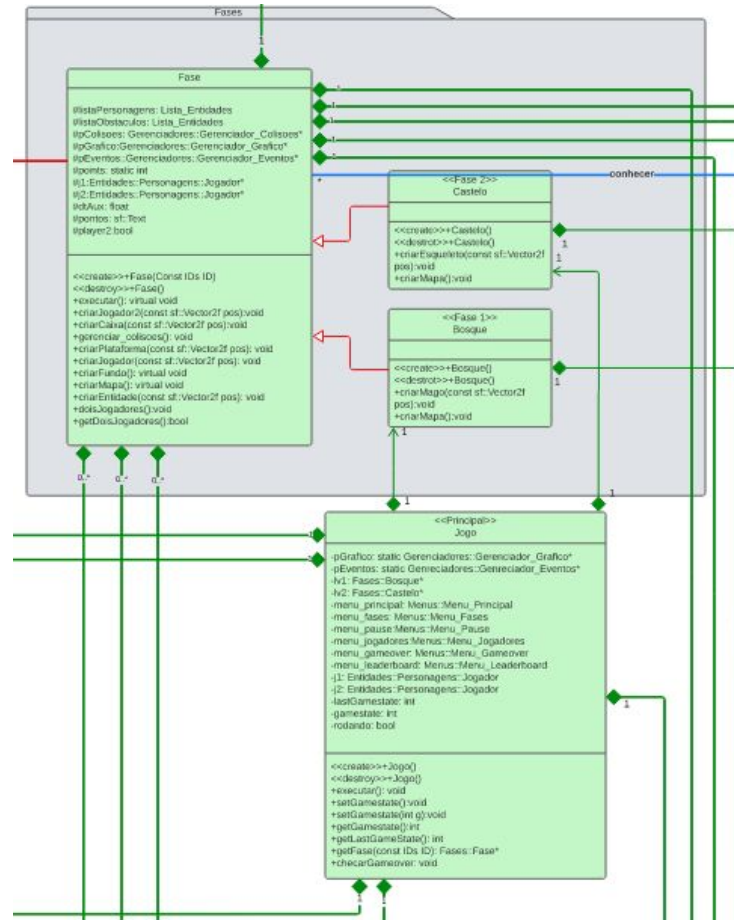 Fases
1
Fase
#listaPersonagens: Lista_Entidades
#listaObstaculos: Lista_Entidades
#pColisoes: Gerenciadores::Gerenciador_Colisoes*
#pGrafico:Gerenciadores::Gerenciador_Grafico*
#pEventos::Gerenciadores::Gerenciador_Eventos*
#points: static int
#j1:Entidades::Personagens::Jogador*
#j2:Entidades::Personagens::Jogador*
#dtAux: float
#pontos: sf::Text
#player2:bool
<<create>>+Fase(Const IDs ID)
<<destroy>>+Fase()
+executar(): virtual void
+criarJogador2(const sf::Vector2f pos):void
+criarCaixa(const sf::Vector2f pos):void
+gerenciar_colisoes(): void
+criarPlataforma(const sf::Vector2f pos): void
+criarJogador(const sf::Vector2f pos): void
+criarFundo(): virtual void
+criarMapa(): virtual void
+criarEntidade(const sf::Vector2f pos): void
+doisJogadores():void
+getDoisJogadores():bool
1
1
1
1
1
*
conhecer
<<Fase 2>>
Castelo
<<create>>+Castelo()
<<destrot>>+Castelo()
+criarEsqueleto(const sf::Vector2f
pos):void
+criarMapa():void
1
1
<<Fase 1>>
Bosque
<<create>>+Bosque()
<<destrot>>+Bosque()
+criarMago(const sf::Vector2f
pos):void
+criarMapa():void
1
1
0..*
0..*
0..*
1
1
<<Principal>>
Jogo
-pGrafico: static Gerenciadores::Gerenciador_Grafico*
-pEventos: static Genreciadores::Genreciador_Eventos*
-lv1: Fases::Bosque*
-lv2: Fases::Castelo*
-menu_principal: Menus::Menu_Principal
-menu_fases: Menus::Menu_Fases
-menu_pause:Menus::Menu_Pause
-menu_jogadores:Menus::Menu_Jogadores
-menu_gameover: Menus::Menu_Gameover
-menu_leaderboard: Menus::Menu_Leaderboard
-j1: Entidades::Personagens::Jogador
-j2: Entidades::Personagens::Jogador
-lastGamestate: int
-gamestate: int
-rodando: bool
<<create>>+Jogo()
<<destroy>>+Jogo()
+executar(): void
+setGamestate():void
+setGamestate(int g):void
+getGamestate():int
+getLastGameState(): int
+getFase(const IDs ID): Fases::Fase*
+checarGameover: void
1
1
1